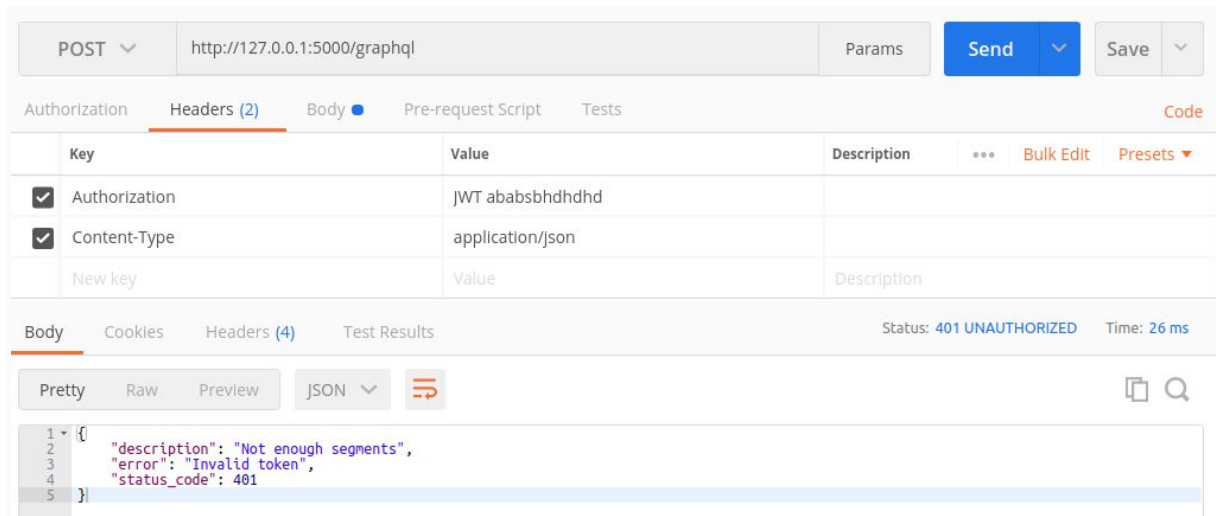 POST http://127.0.0.1:5000/graphql Params Send Save
Authorization Headers (2) Body Pre-request Script Tests Code
Key Value Description Bulk Edit Presets
Authorization JWT ababsbhdhdhd
Content-Type application/json
New key Value Description
Body Cookies Headers (4) Test Results Status: 401 UNAUTHORIZED Time: 26 ms
Pretty Raw Preview JSON
1 {
2 "description": "Not enough segments",
3 "error": "Invalid token",
4 "status_code": 401
5 }